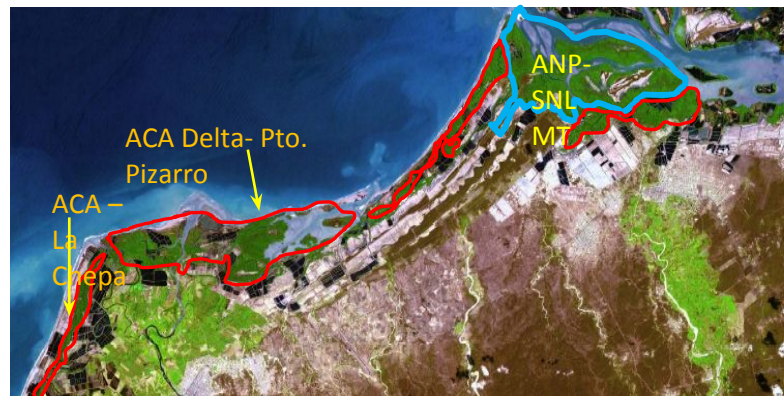 ANP-
SNL
MT
ACA Delta- Pto.
Pizarro
ACA –
La
Chepa